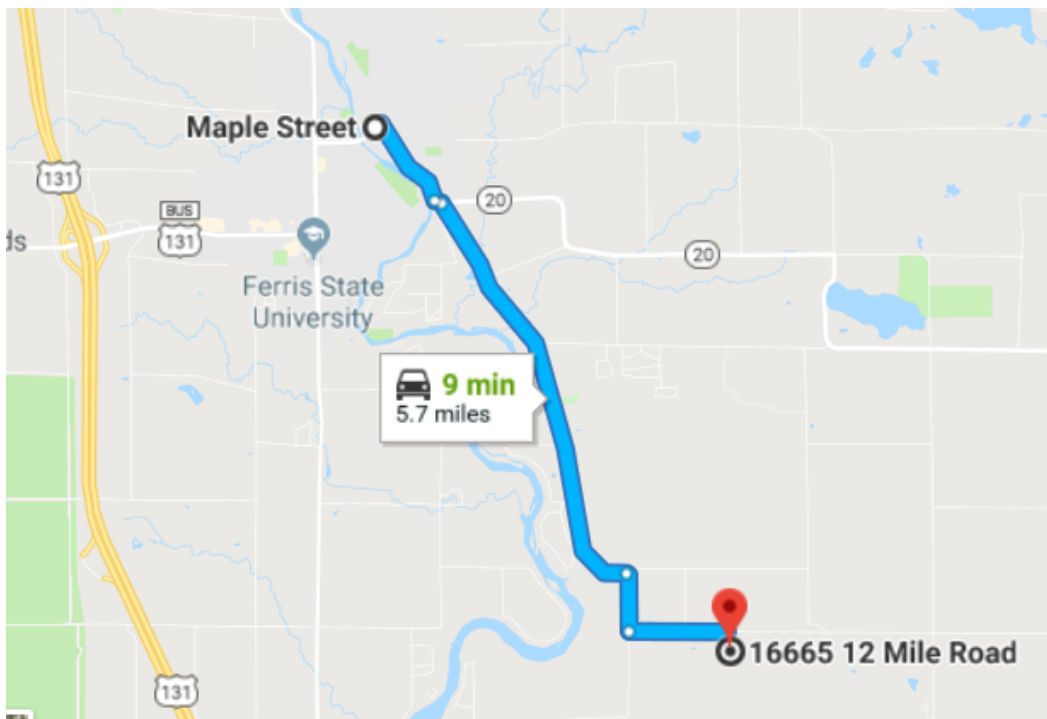 Maple Street
131
20
BUS
131
ds
20
Ferris State
University
9 min
5.7 miles
16665 12 Mile Road
131